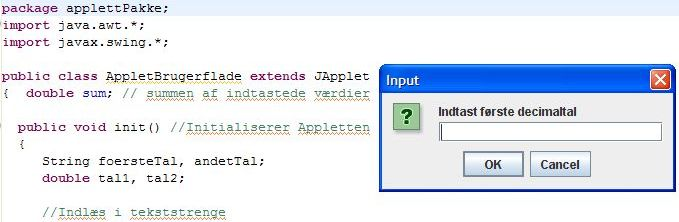 package applettPakke;
import java.awt.*;
import javax.swing.*;
public class AppletBrugerflade extends JApplet
{ double sum; // summen af indtastede værdier
public void init() //Initialiserer Appletten
{
String foersteTal, andetTal;
double tal1, tal2;
//Indlæs i tekststrenge
Input
Indtast første decimaltal
OK Cancel